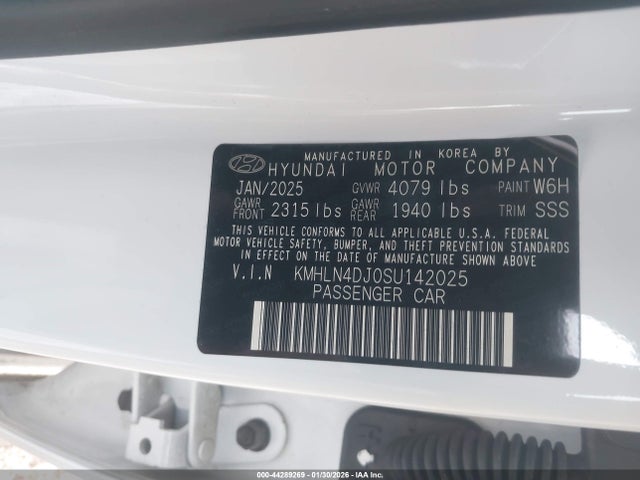 MANUFACTURED IN KOREA BY
HYUNDAI MOTOR COMPANY
JAN/2025 GVWR 4079 lbs PAINT W6H
GAWR FRONT 2315 lbs GAWR REAR 1940 lbs TRIM SSS
THIS VEHICLE CONFORMS TO ALL APPLICABLE U.S.A. FEDERAL
MOTOR VEHICLE SAFETY, BUMPER, AND THEFT PREVENTION STANDARDS
IN EFFECT ON THE DATE OF MANUFACTURE SHOWN ABOVE
V.I.N KMHLN4DJ0SU142025
PASSENGER CAR
000-44289269 - 01/30/2026 - IAA Inc.